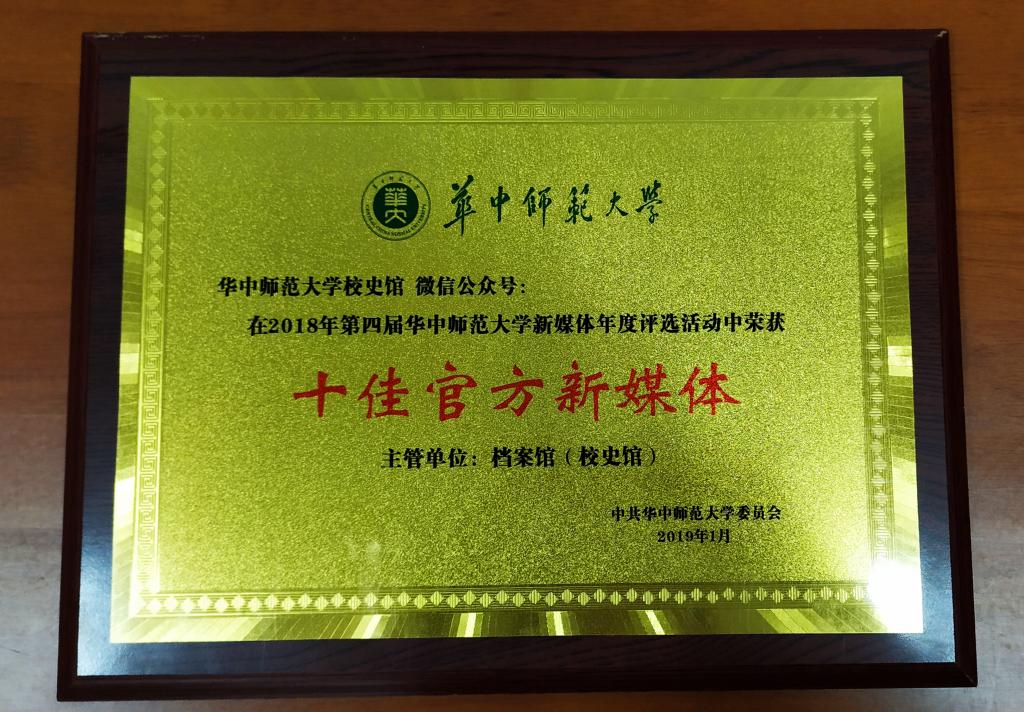 華中師範大學
华中师范大学校史馆 微信公众号：
在2018年第四届华中师范大学新媒体年度评选活动中荣获
十佳官方新媒体
主管单位：档案馆（校史馆）
中共华中师范大学委员会
2019年1月